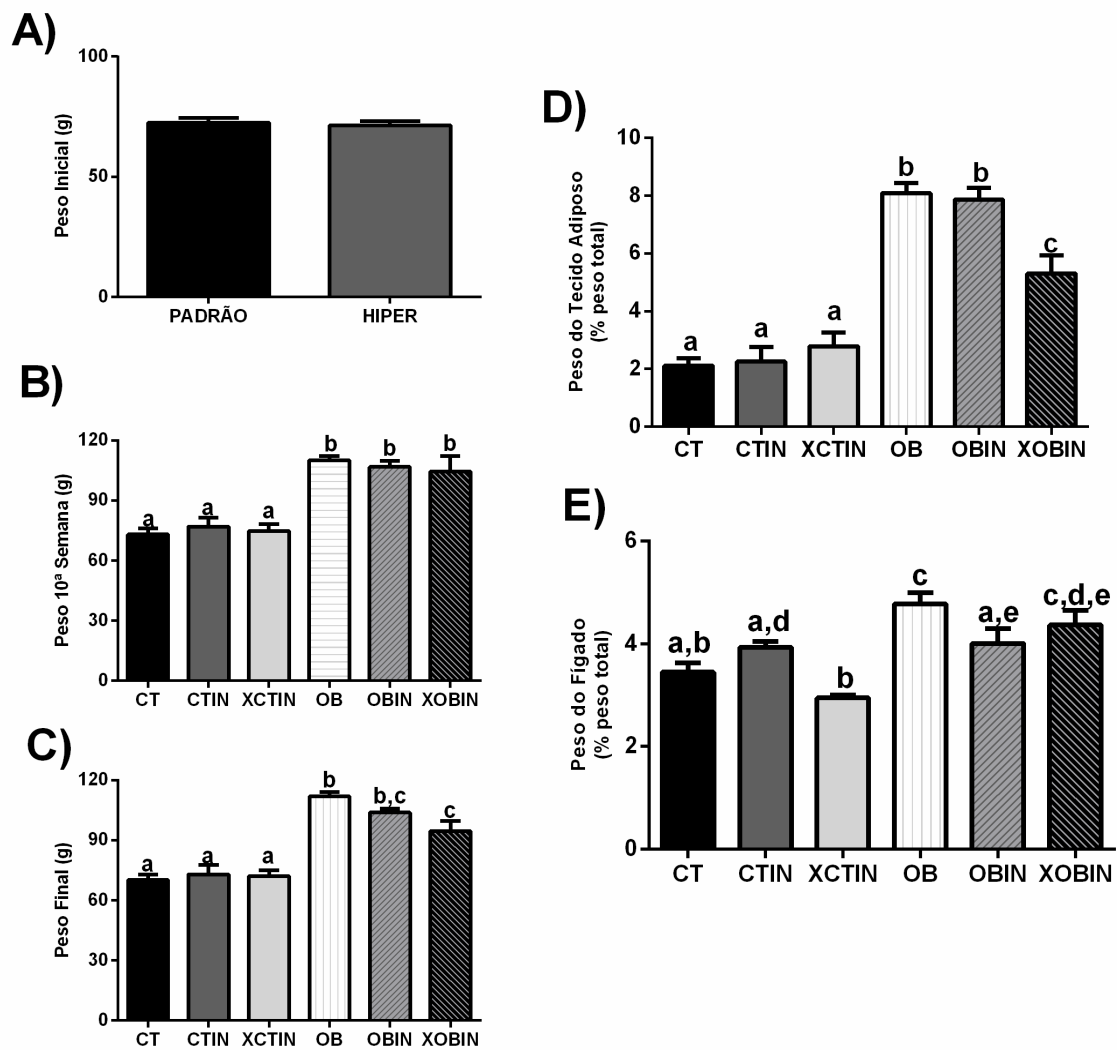 A)
Peso Inicial (g)
100
50
0
PADRÃO HIPER
B)
Peso 10ª Semana (g)
120
90
60
30
0
a a a b b b
CT CTIN XCTIN OB OBIN XOBIN
C)
Peso Final (g)
120
90
60
30
0
a a a b b,c c
CT CTIN XCTIN OB OBIN XOBIN
D)
Peso do Tecido Adiposo
(% peso total)
10
8
6
4
2
0
a a a b b c
CT CTIN XCTIN OB OBIN XOBIN
E)
Peso do Fígado
(% peso total)
6
4
2
0
a,b a,d b c a,e c,d,e
CT CTIN XCTIN OB OBIN XOBIN